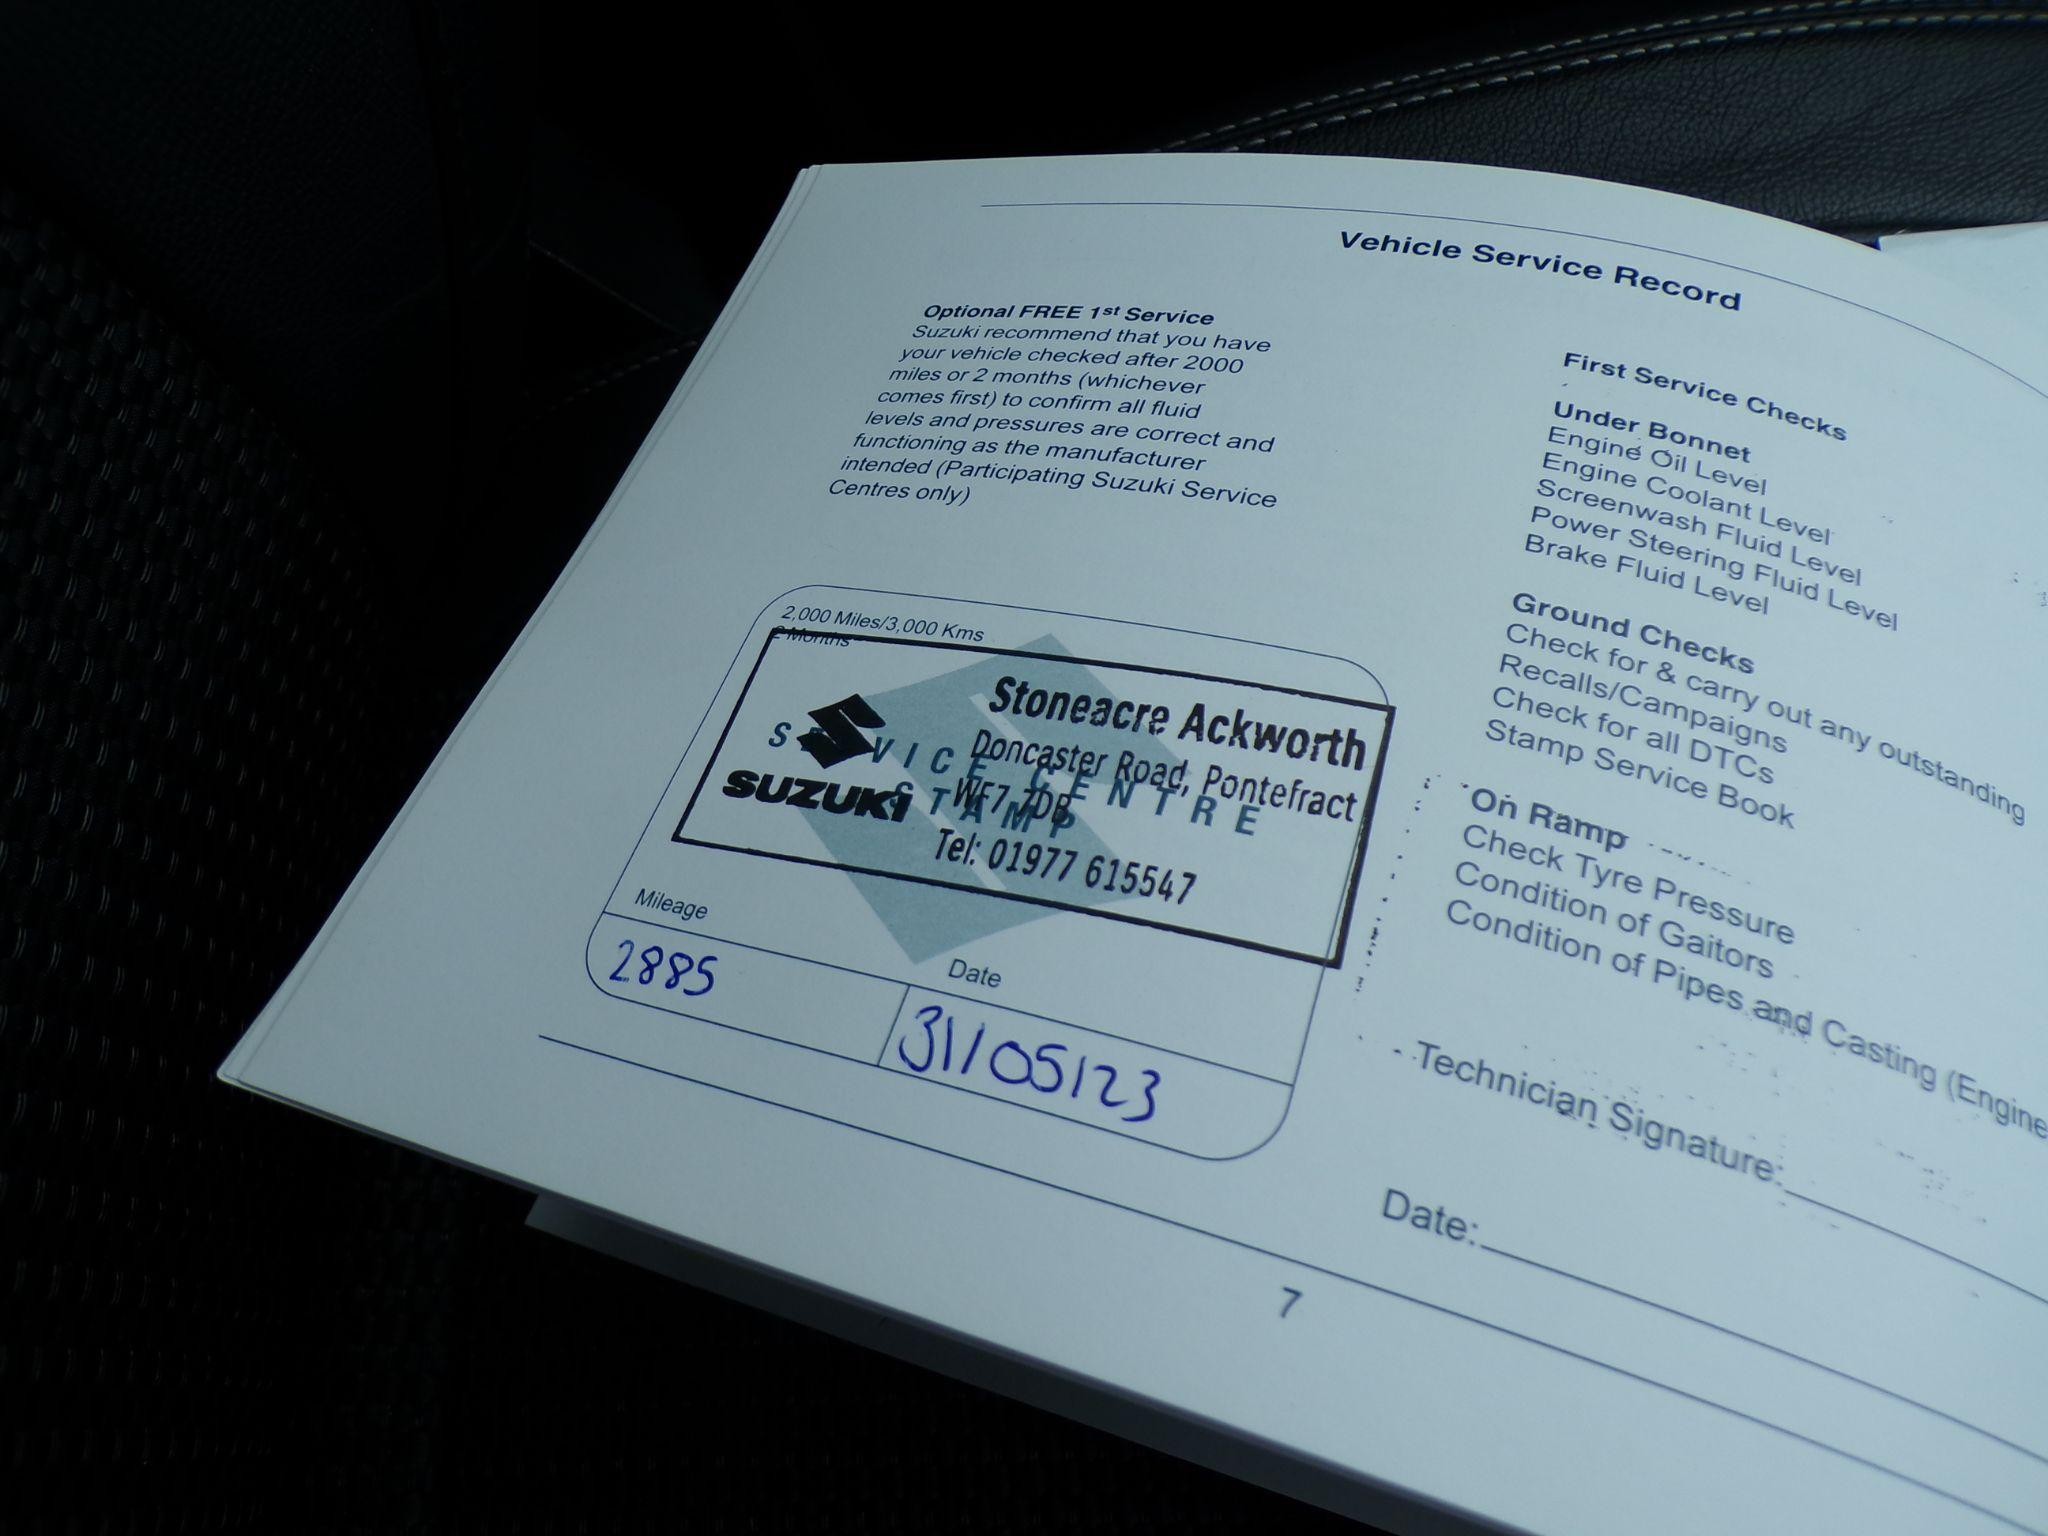 Vehicle Service Record
Optional FREE 1st Service
Suzuki recommend that you have
your vehicle checked after 2000
miles or 2 months (whichever
comes first) to confirm all fluid
levels and pressures are correct and
functioning as the manufacturer
intended (Participating Suzuki Service
Centres only)
2,000 Miles/3,000 Kms
2 Months
SERVICE CENTRE
STAMP
Stoneacre Ackworth
Doncaster Road, Pontefract
WF7 7DB
Tel: 01977 615547
SUZUKI
Mileage
2885
Date
31/05/23
First Service Checks
Under Bonnet
Engine Oil Level
Engine Coolant Level
Screenwash Fluid Level
Power Steering Fluid Level
Brake Fluid Level
Ground Checks
Check for & carry out any outstanding
Recalls/Campaigns
Check for all DTCs
Stamp Service Book
On Ramp
Check Tyre Pressure
Condition of Gaitors
Condition of Pipes and Casting (Engine
Technician Signature:
Date:
7